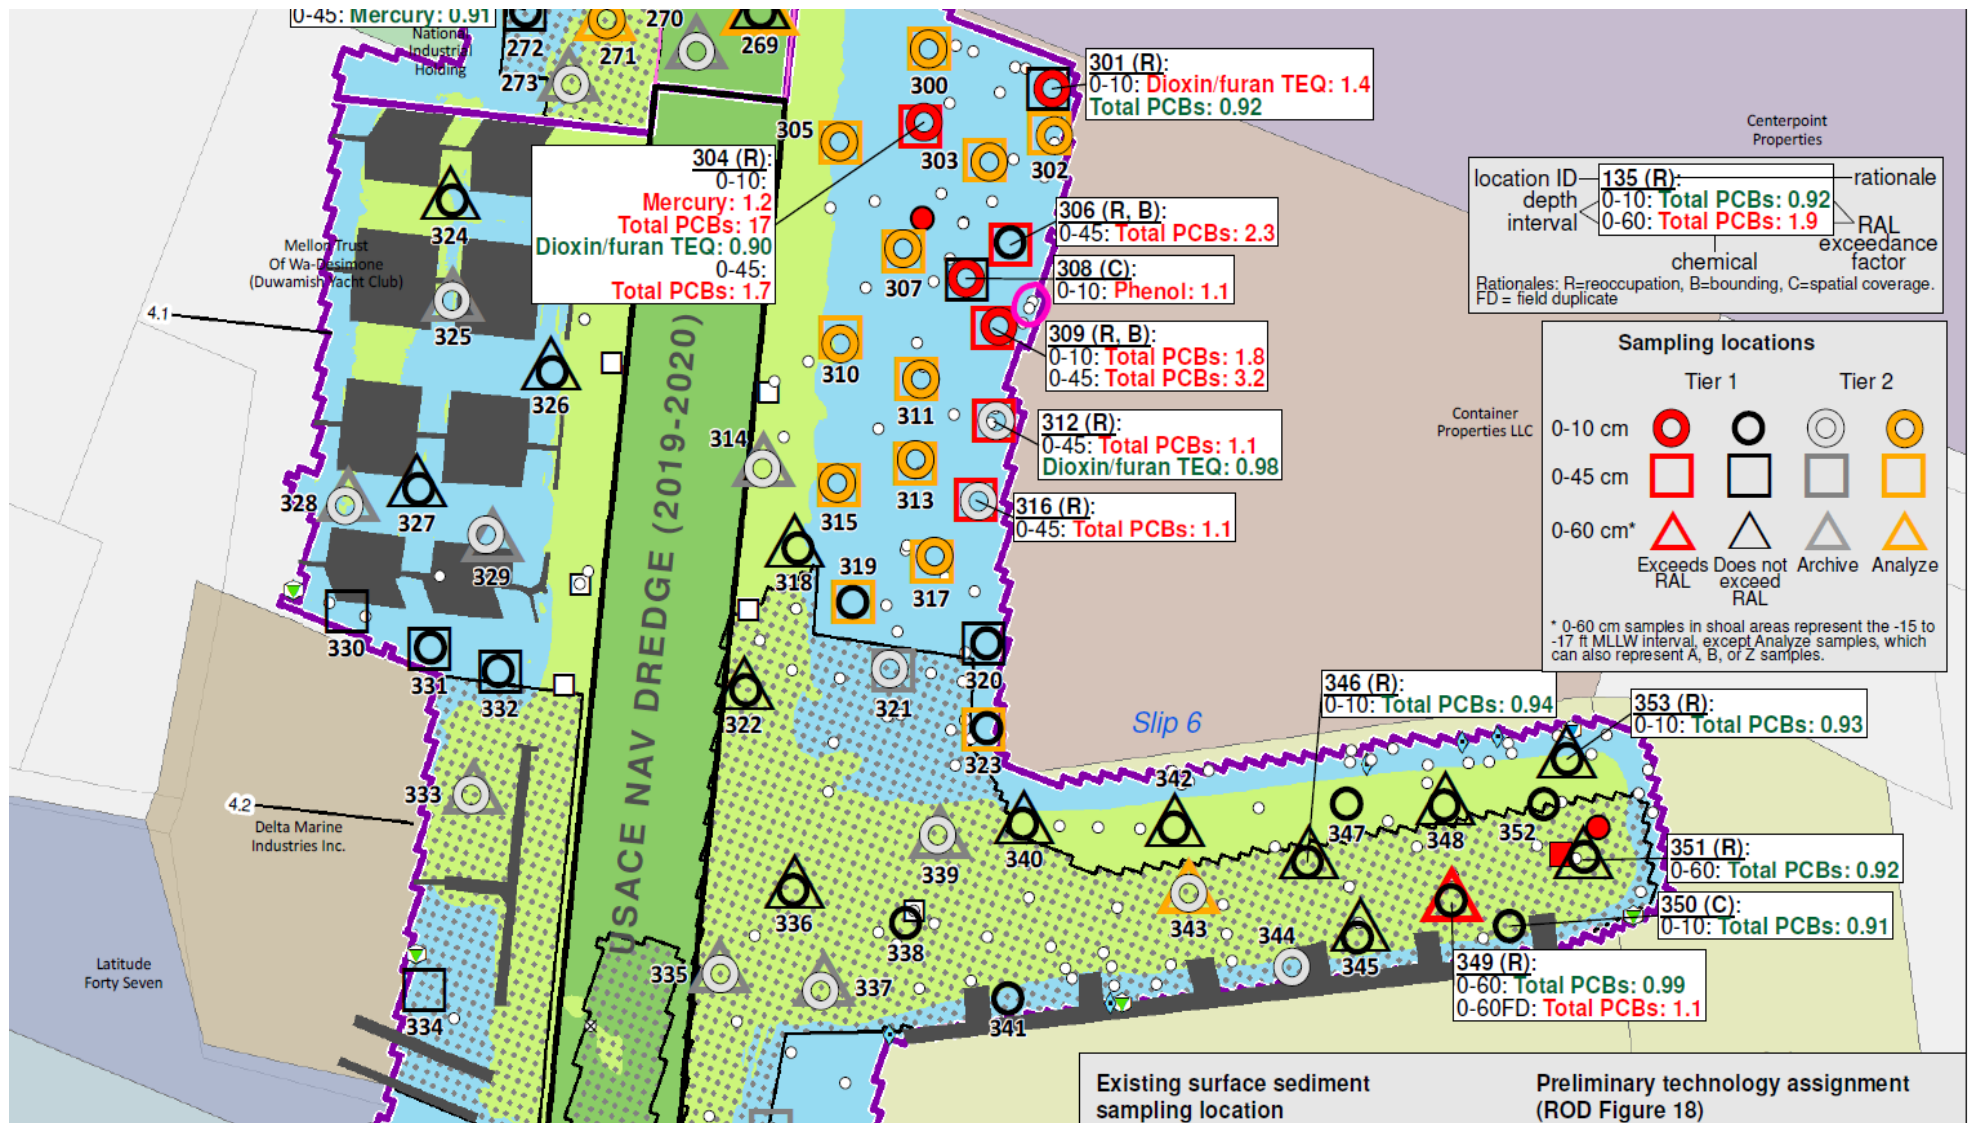 0-45: Mercury: 0.91
National
Industrial
Holding
272
273
271
270
269
300
301 (R):
0-10: Dioxin/furan TEQ: 1.4
Total PCBs: 0.92
305
303
302
Centerpoint
Properties
304 (R):
0-10:
Mercury: 1.2
Total PCBs: 17
Dioxin/furan TEQ: 0.90
0-45:
Total PCBs: 1.7
location ID
depth
interval
135 (R):
0-10: Total PCBs: 0.92
0-60: Total PCBs: 1.9
rationale
RAL
exceedance
factor
chemical
Rationales: R=reoccupation, B=bounding, C=spatial coverage.
FD = field duplicate
324
Mellon Trust
Of Wa-Desimone
(Duwamish Yacht Club)
306 (R, B):
0-45: Total PCBs: 2.3
307
308 (C):
0-10: Phenol: 1.1
4.1
325
309 (R, B):
0-10: Total PCBs: 1.8
0-45: Total PCBs: 3.2
310
326
311
Sampling locations
Tier 1
Tier 2
0-10 cm
0-45 cm
0-60 cm*
Exceeds
RAL
Does not
exceed
RAL
Archive
Analyze
* 0-60 cm samples in shoal areas represent the -15 to
-17 ft MLLW interval, except Analyze samples, which
can also represent A, B, or Z samples.
Container
Properties LLC
312 (R):
0-45: Total PCBs: 1.1
Dioxin/furan TEQ: 0.98
314
313
315
328
327
316 (R):
0-45: Total PCBs: 1.1
USACE NAV DREDGE (2019-2020)
329
318
319
317
330
331
332
320
321
322
323
Slip 6
346 (R):
0-10: Total PCBs: 0.94
353 (R):
0-10: Total PCBs: 0.93
333
4.2
Delta Marine
Industries Inc.
342
340
339
347
348
352
351 (R):
0-60: Total PCBs: 0.92
350 (C):
0-10: Total PCBs: 0.91
336
338
343
344
345
349 (R):
0-60: Total PCBs: 0.99
0-60FD: Total PCBs: 1.1
Latitude
Forty Seven
335
337
334
341
Existing surface sediment
sampling location
Preliminary technology assignment
(ROD Figure 18)